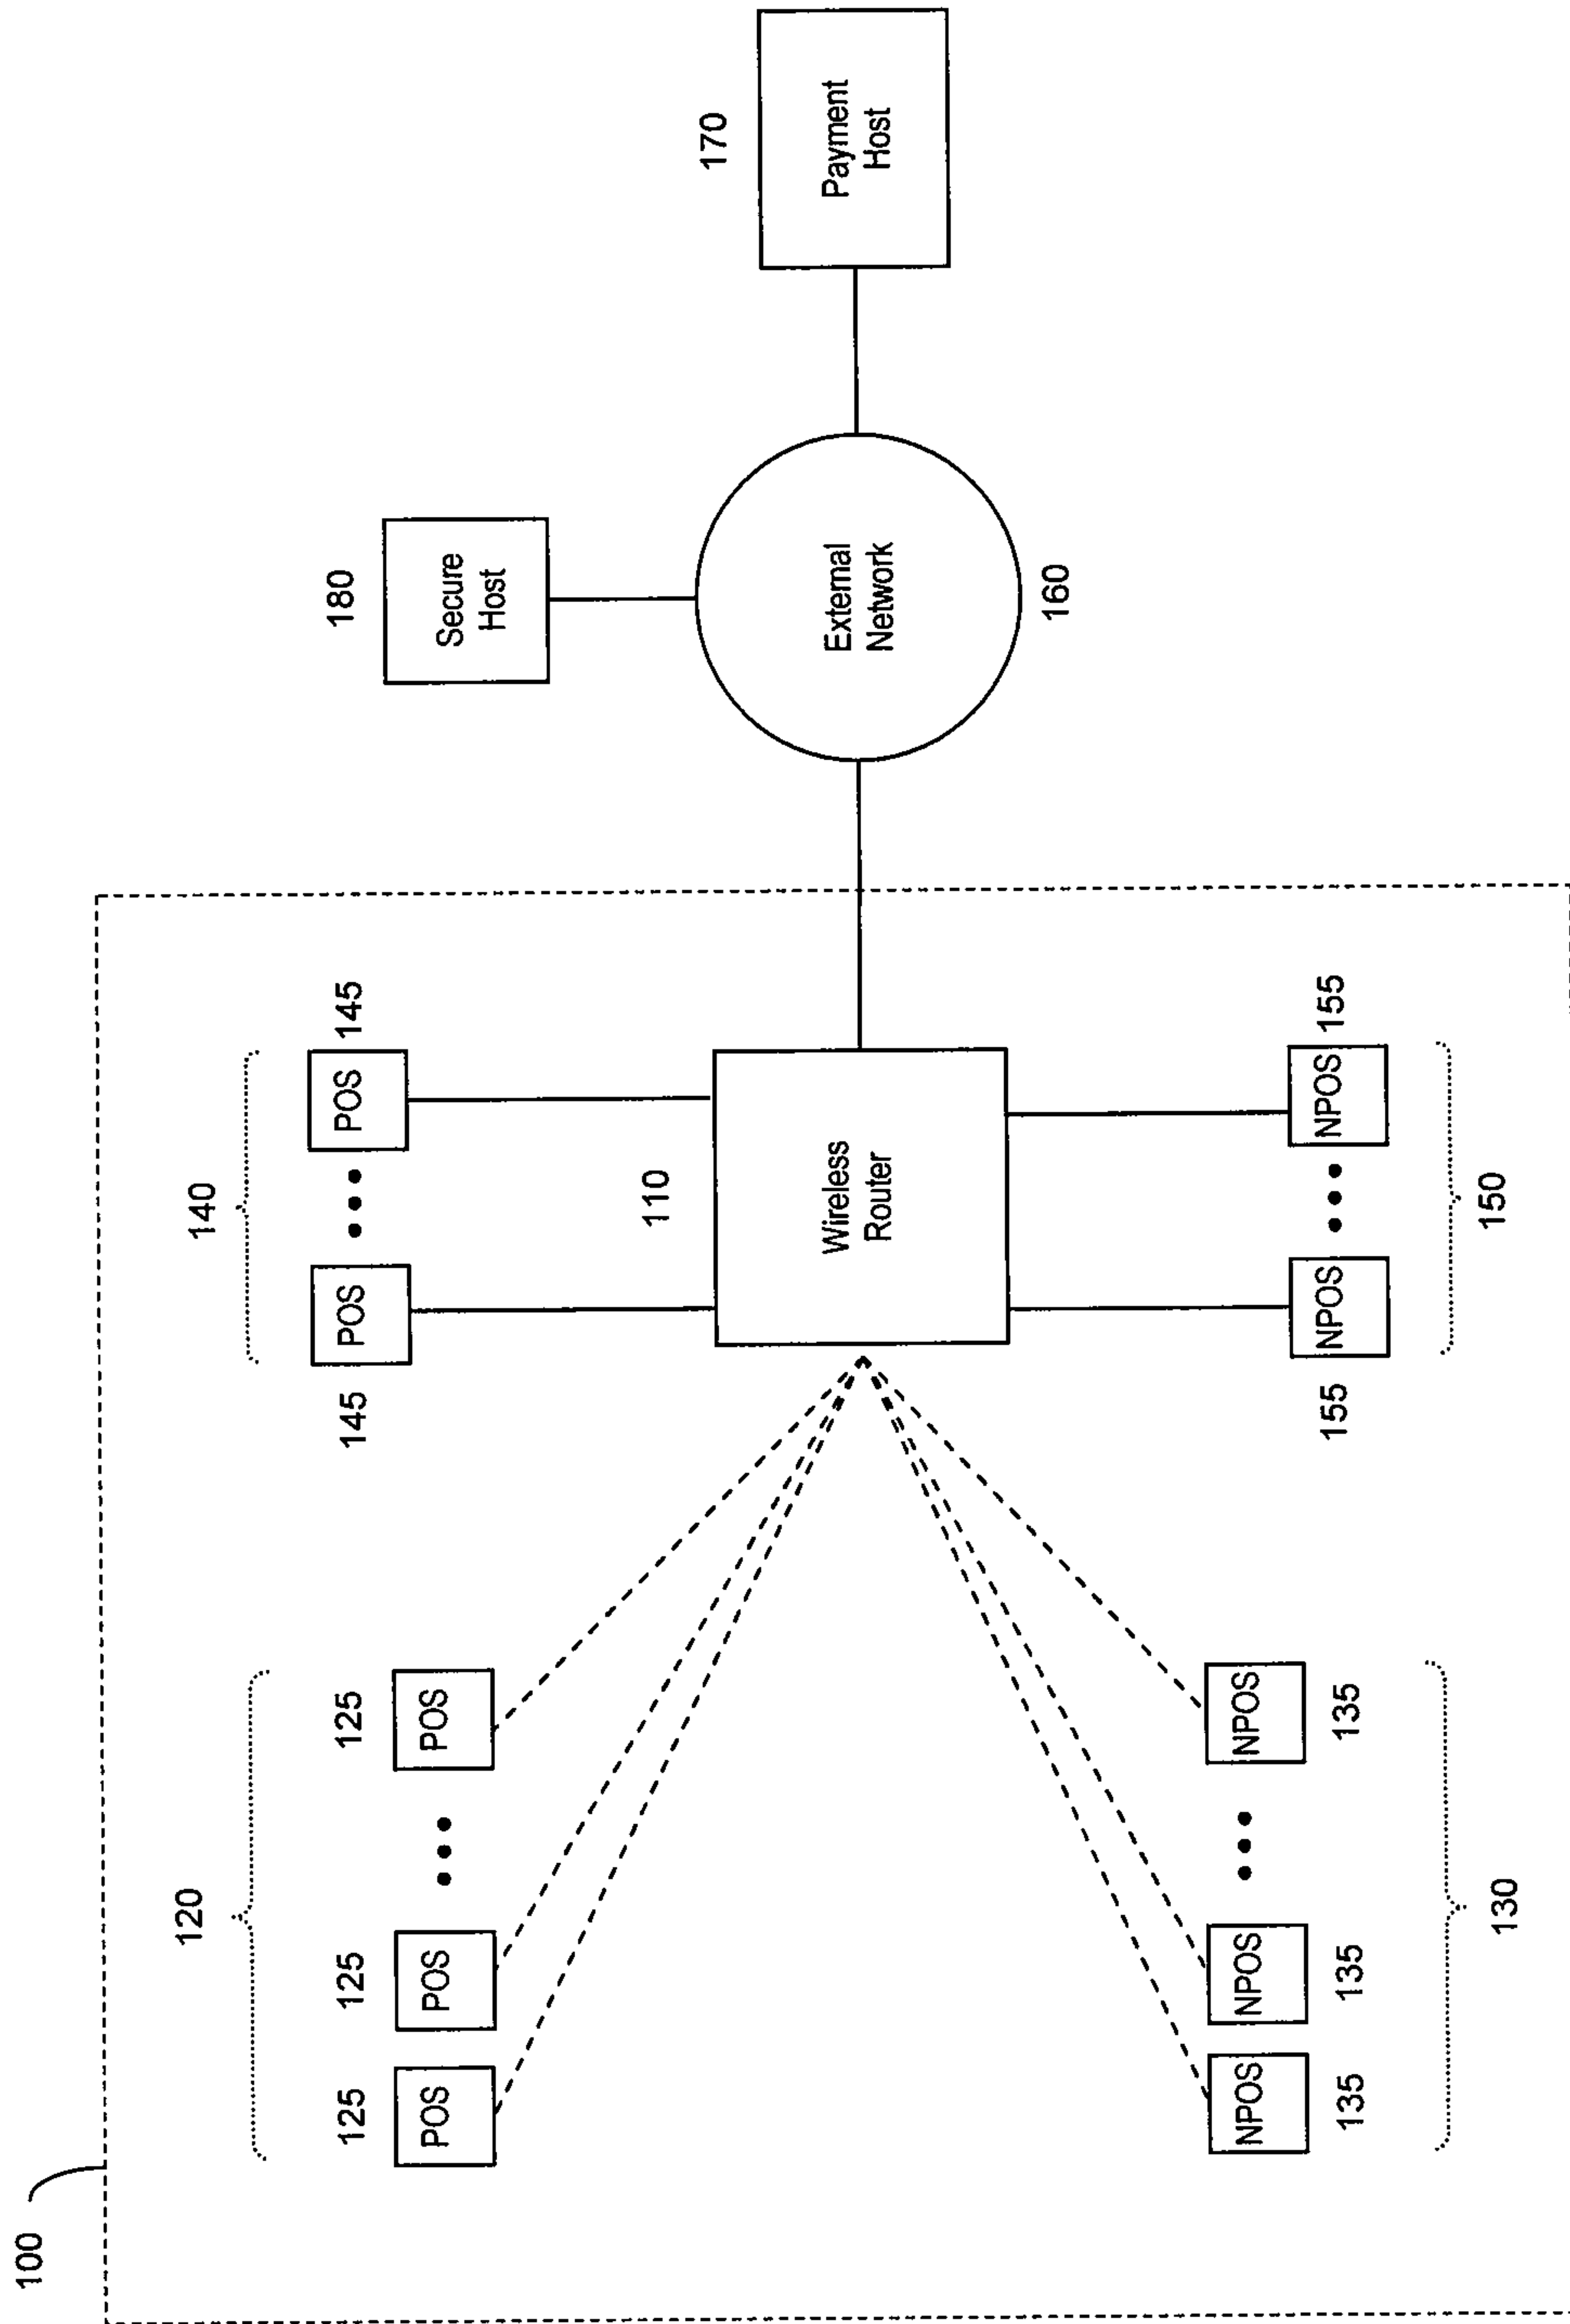 100
120
140
125
125
125
145
POS
POS
145
180
POS
POS
POS
Secure
Host
110
170
Wireless
Router
External
Network
Payment
Host
160
NPOS
NPOS
NPOS
135
135
135
155
NPOS
NPOS
155
130
150